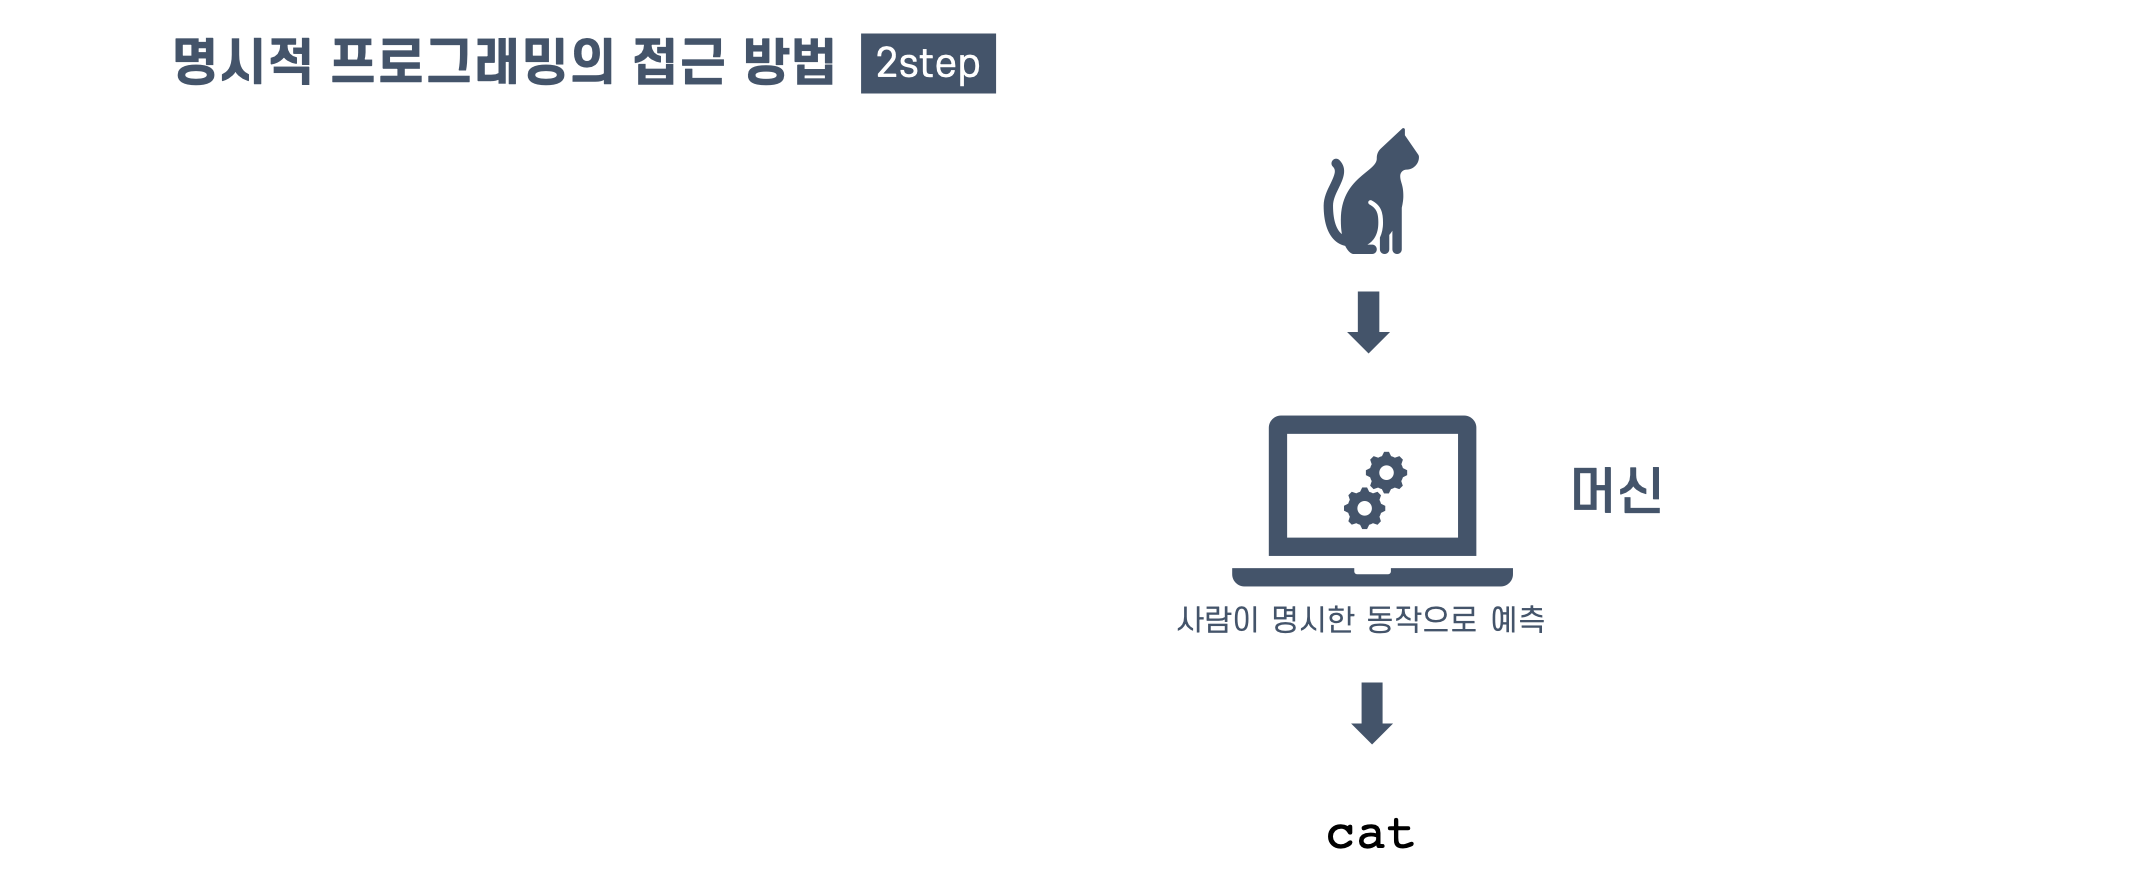 명시적 프로그래밍의 접근 방법 2step
머신
사람이 명시한 동작으로 예측
cat